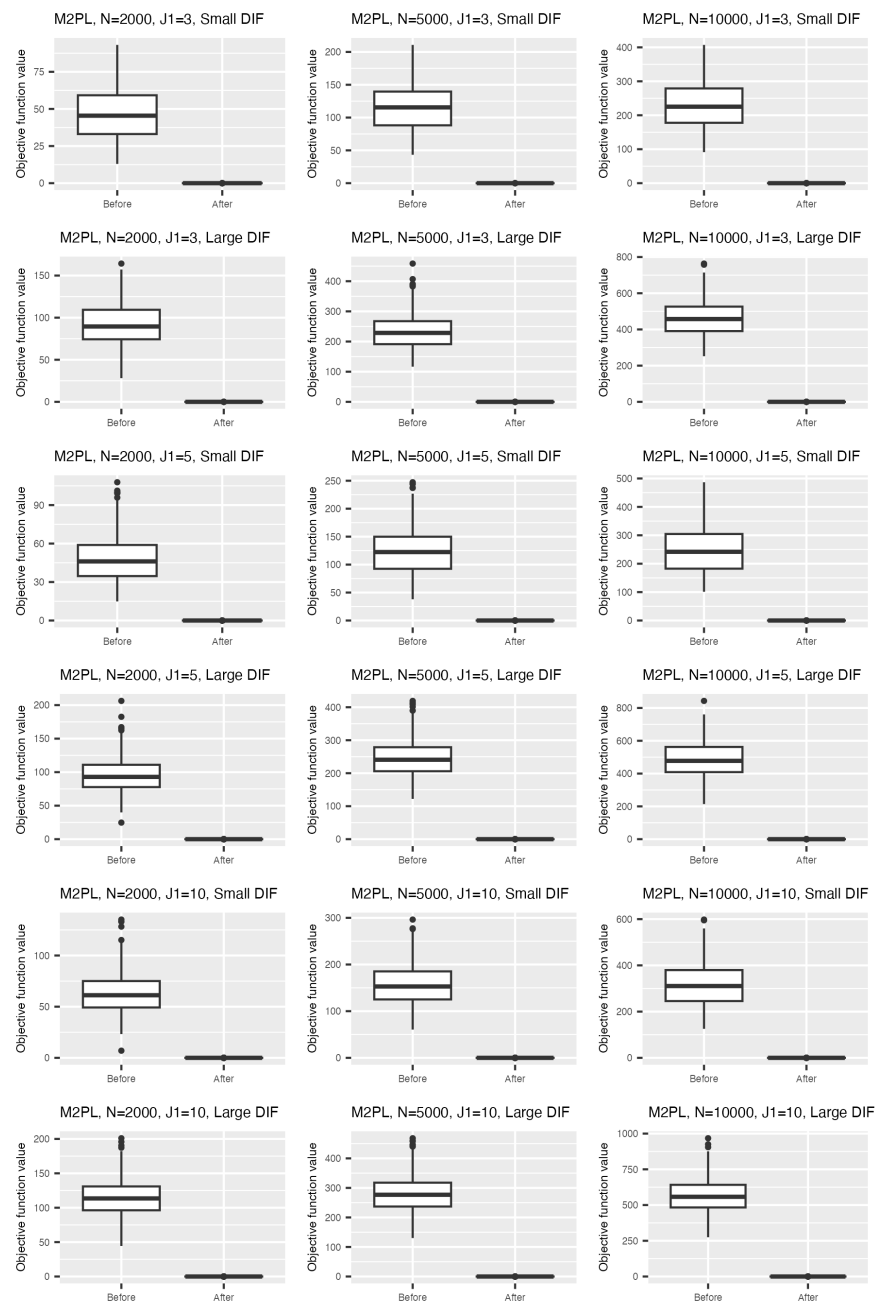 M2PL, N=2000, J1=3, Small DIF
Objective function value
75
50
25
0
Before
After
M2PL, N=5000, J1=3, Small DIF
Objective function value
200
150
100
50
0
Before
After
M2PL, N=10000, J1=3, Small DIF
Objective function value
400
300
200
100
0
Before
After
M2PL, N=2000, J1=3, Large DIF
Objective function value
150
100
50
0
Before
After
M2PL, N=5000, J1=3, Large DIF
Objective function value
400
300
200
100
0
Before
After
M2PL, N=10000, J1=3, Large DIF
Objective function value
800
600
400
200
0
Before
After
M2PL, N=2000, J1=5, Small DIF
Objective function value
90
60
30
0
Before
After
M2PL, N=5000, J1=5, Small DIF
Objective function value
250
200
150
100
50
0
Before
After
M2PL, N=10000, J1=5, Small DIF
Objective function value
500
400
300
200
100
0
Before
After
M2PL, N=2000, J1=5, Large DIF
Objective function value
200
150
100
50
0
Before
After
M2PL, N=5000, J1=5, Large DIF
Objective function value
400
300
200
100
0
Before
After
M2PL, N=10000, J1=5, Large DIF
Objective function value
800
600
400
200
0
Before
After
M2PL, N=2000, J1=10, Small DIF
Objective function value
100
50
0
Before
After
M2PL, N=5000, J1=10, Small DIF
Objective function value
300
200
100
0
Before
After
M2PL, N=10000, J1=10, Small DIF
Objective function value
600
400
200
0
Before
After
M2PL, N=2000, J1=10, Large DIF
Objective function value
200
150
100
50
0
Before
After
M2PL, N=5000, J1=10, Large DIF
Objective function value
400
300
200
100
0
Before
After
M2PL, N=10000, J1=10, Large DIF
Objective function value
1000
750
500
250
0
Before
After